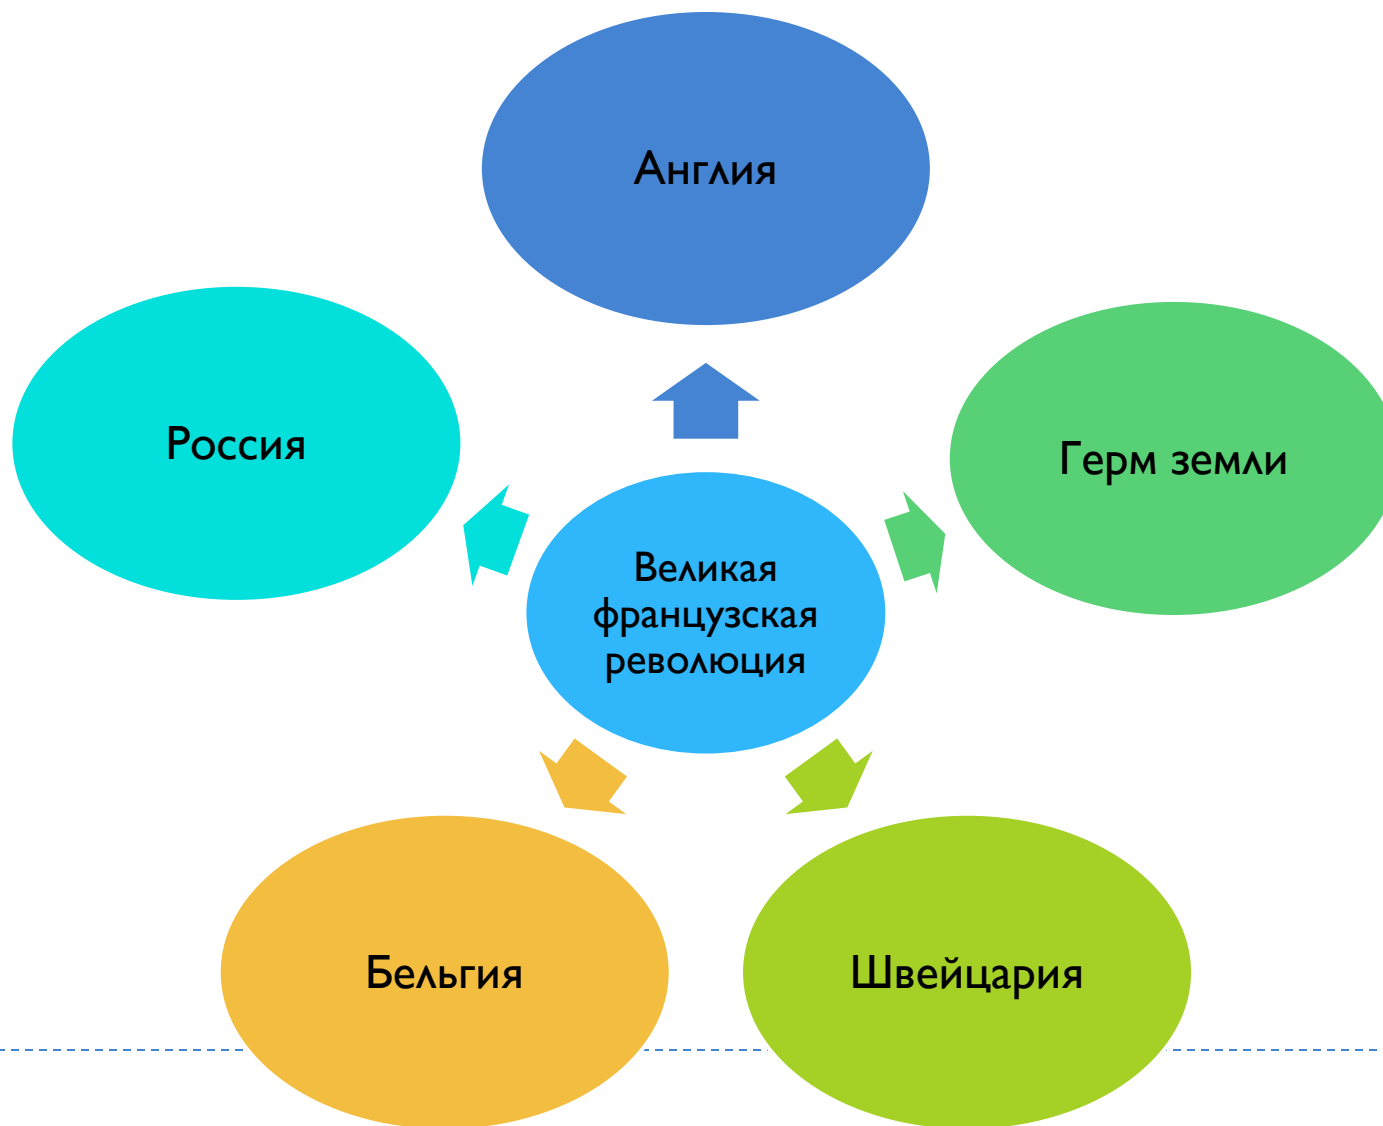 Англия
Россия
Герм земли
Великая
французская
революция
Бельгия
Швейцария